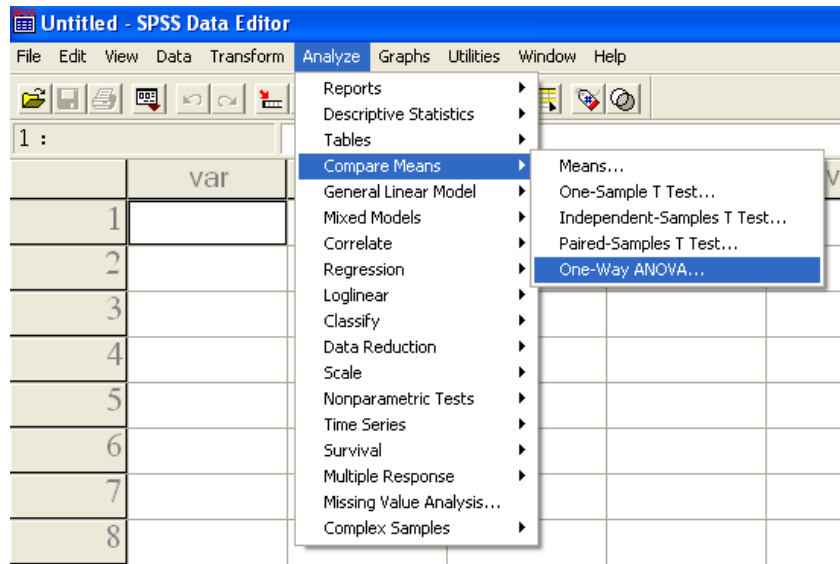 Untitled - SPSS Data Editor
File Edit View Data Transform Analyze Graphs Utilities Window Help
1 :
var
1
2
3
4
5
6
7
8
Reports
Descriptive Statistics
Tables
Compare Means
General Linear Model
Mixed Models
Correlate
Regression
Loglinear
Classify
Data Reduction
Scale
Nonparametric Tests
Time Series
Survival
Multiple Response
Missing Value Analysis...
Complex Samples
Means...
One-Sample T Test...
Independent-Samples T Test...
Paired-Samples T Test...
One-Way ANOVA...